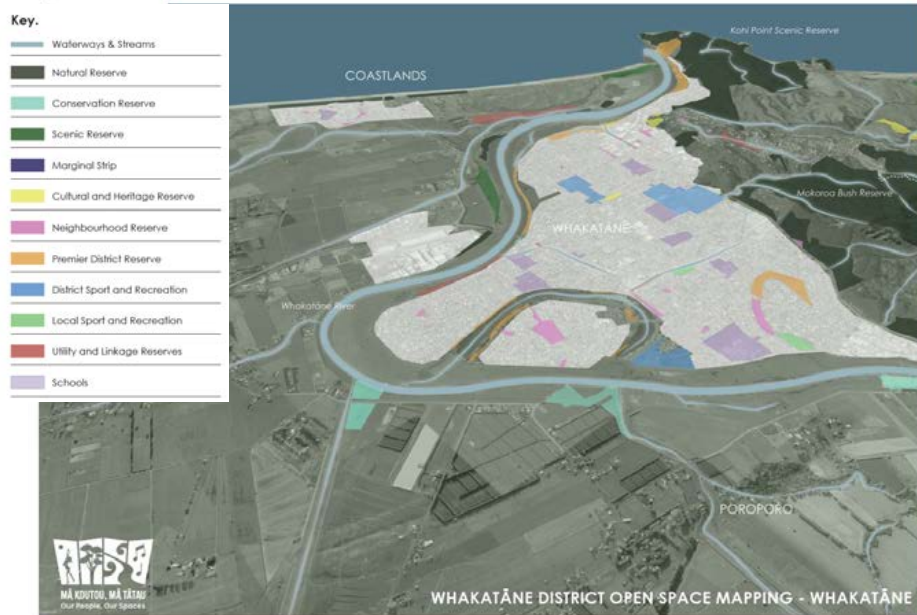 Key.
Waterways & Streams
Natural Reserve
Conservation Reserve
Scenic Reserve
Marginal Strip
Cultural and Heritage Reserve
Neighbourhood Reserve
Premier District Reserve
District Sport and Recreation
Local Sport and Recreation
Utility and Linkage Reserves
Schools
Kohi Point Scenic Reserve
COASTLANDS
Mokoroa Bush Reserve
WHAKATĀNE
Whakatāne River
POROPORO
MĀ KOUTOU, MĀ TĀTAU
Our People, Our Spaces
WHAKATĀNE DISTRICT OPEN SPACE MAPPING - WHAKATĀNE